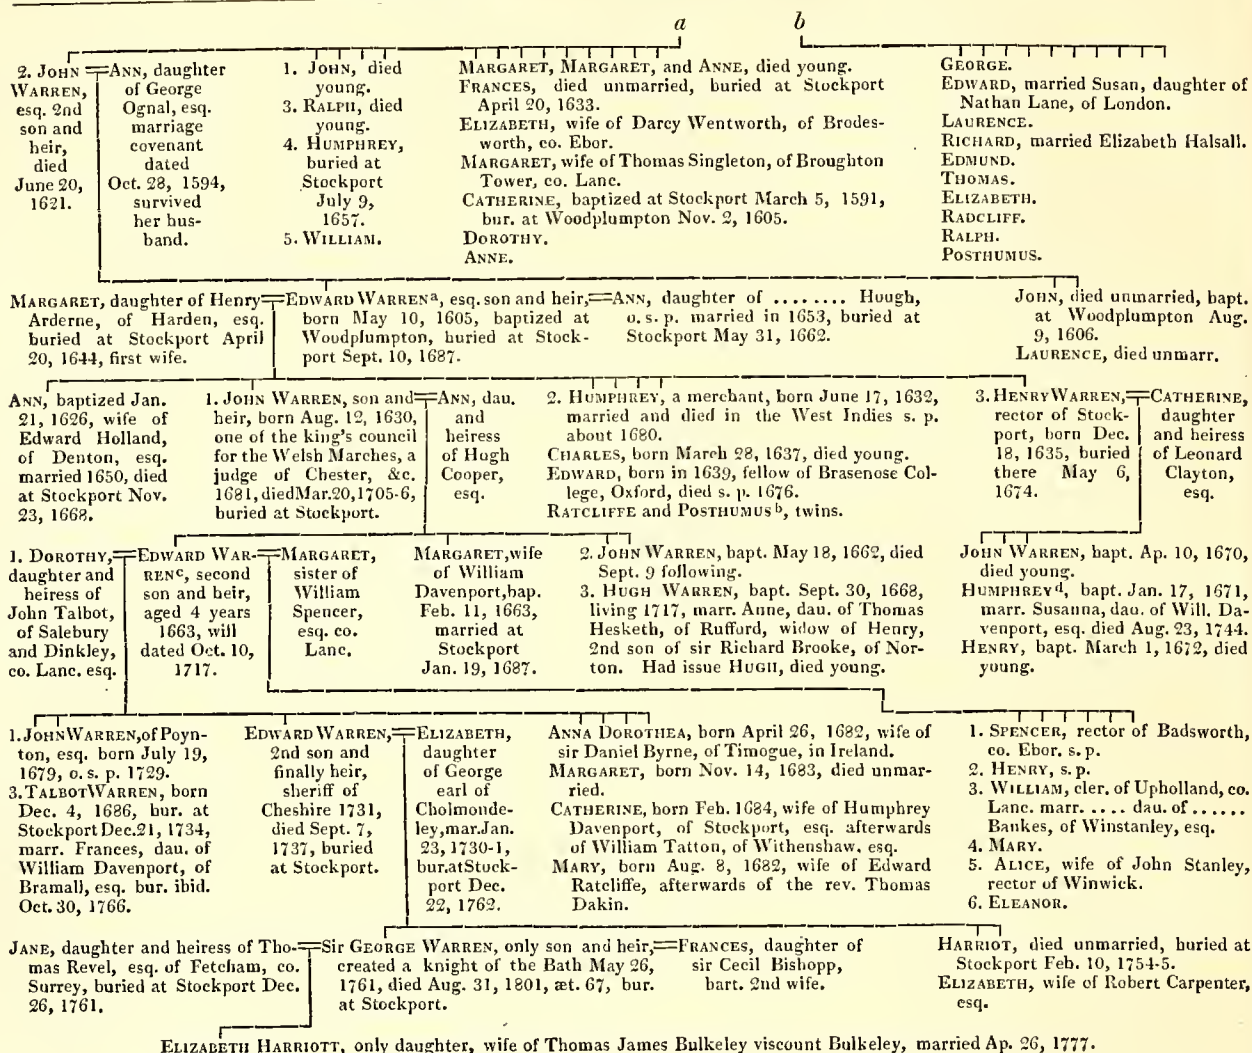 a
b
2. JOHN
WARREN,
esq. 2nd
son and
heir,
died
June 20,
1621.
ANN, daughter
of George
Ognal, esq.
marriage
covenant
dated
Oct. 28, 1594,
survived
her hus-
band.
1. JOHN, died
young.
3. RALPH, died
young.
4. HUMPHREY,
buried at
Stockport
July 9,
1657.
5. WILLIAM.
MARGARET, MARGARET, and ANNE, died young.
FRANCES, died unmarried, buried at Stockport
April 20, 1633.
ELIZABETH, wife of Darcy Wentworth, of Brodes-
worth, co. Ebor.
MARGARET, wife of Thomas Singleton, of Broughton
Tower, co. Lanc.
CATHERINE, baptized at Stockport March 5, 1591,
bur. at Woodplumpton Nov. 2, 1605.
DOROTHY.
ANNE.
GEORGE.
EDWARD, married Susan, daughter of
Nathan Lane, of London.
LAURENCE.
RICHARD, married Elizabeth Halsall.
EDMUND.
THOMAS.
ELIZABETH.
RADCLIFF.
RALPH.
POSTHUMUS.
MARGARET, daughter of Henry
Arderne, of Harden, esq.
buried at Stockport April
20, 1644, first wife.
EDWARD WARREN a, esq. son and heir,
born May 10, 1605, baptized at
Woodplumpton, buried at Stock-
port Sept. 10, 1687.
ANN, daughter of ........ Hough,
o. s. p. married in 1653, buried at
Stockport May 31, 1662.
JOHN, died unmarried, bapt.
at Woodplumpton Aug.
9, 1606.
LAURENCE, died unmarr.
ANN, baptized Jan.
21, 1626, wife of
Edward Holland,
of Denton, esq.
married 1650, died
at Stockport Nov.
23, 1668.
1. JOHN WARREN, son and
heir, born Aug. 12, 1630,
one of the king's council
for the Welsh Marches, a
judge of Chester, &c.
1681, died Mar. 20, 1705-6,
buried at Stockport.
ANN, dau.
and
heiress
of Hugh
Cooper,
esq.
2. HUMPHREY, a merchant, born June 17, 1632,
married and died in the West Indies s. p.
about 1680.
CHARLES, born March 28, 1637, died young.
EDWARD, born in 1639, fellow of Brasenose Col-
lege, Oxford, died s. p. 1676.
RATCLIFFE and POSTHUMUS b, twins.
3. HENRY WARREN,
rector of Stock-
port, born Dec.
18, 1635, buried
there May 6,
1674.
CATHERINE,
daughter
and heiress
of Leonard
Clayton,
esq.
1. DOROTHY,
daughter and
heiress of
John Talbot,
of Salebury
and Dinkley,
co. Lanc. esq.
EDWARD WAR-
REN c, second
son and heir,
aged 4 years
1663, will
dated Oct. 10,
1717.
MARGARET,
sister of
William
Spencer,
esq. co.
Lanc.
MARGARET, wife
of William
Davenport, bap.
Feb. 11, 1663,
married at
Stockport
Jan. 19, 1687.
2. JOHN WARREN, bapt. May 18, 1662, died
Sept. 9 following.
3. HUGH WARREN, bapt. Sept. 30, 1668,
living 1717, marr. Anne, dau. of Thomas
Hesketh, of Rufford, widow of Henry,
2nd son of sir Richard Brooke, of Nor-
ton. Had issue HUGH, died young.
JOHN WARREN, bapt. Ap. 10, 1670,
died young.
HUMPHREY d, bapt. Jan. 17, 1671,
marr. Susanna, dau. of Will. Da-
venport, esq. died Aug. 23, 1744.
HENRY, bapt. March 1, 1672, died
young.
1. JOHN WARREN, of Poyn-
ton, esq. born July 19,
1679, o. s. p. 1729.
3. TALBOT WARREN, born
Dec. 4, 1686, bur. at
Stockport Dec. 21, 1734,
marr. Frances, dau. of
William Davenport, of
Bramall, esq. bur. ibid.
Oct. 30, 1766.
EDWARD WARREN,
2nd son and
finally heir,
sheriff of
Cheshire 1731,
died Sept. 7,
1737, buried
at Stockport.
ELIZABETH,
daughter
of George
earl of
Cholmonde-
ley, mar. Jan.
23, 1730-1,
bur. at Stock-
port Dec.
22, 1762.
ANNA DOROTHEA, born April 26, 1682, wife of
sir Daniel Byrne, of Timogue, in Ireland.
MARGARET, born Nov. 14, 1683, died unmar-
ried.
CATHERINE, born Feb. 1684, wife of Humphrey
Davenport, of Stockport, esq. afterwards
of William Tatton, of Withenshaw, esq.
MARY, born Aug. 8, 1682, wife of Edward
Ratcliffe, afterwards of the rev. Thomas
Dakin.
1. SPENCER, rector of Badsworth,
co. Ebor. s. p.
2. HENRY, s. p.
3. WILLIAM, cler. of Upholland, co.
Lanc. marr. .... dau. of ......
Bankes, of Winstanley, esq.
4. MARY.
5. ALICE, wife of John Stanley,
rector of Winwick.
6. ELEANOR.
JANE, daughter and heiress of Tho-
mas Revel, esq. of Fetcham, co.
Surrey, buried at Stockport Dec.
26, 1761.
Sir GEORGE WARREN, only son and heir,
created a knight of the Bath May 26,
1761, died Aug. 31, 1801, æt. 67, bur.
at Stockport.
FRANCES, daughter of
sir Cecil Bishopp,
bart. 2nd wife.
HARRIOT, died unmarried, buried at
Stockport Feb. 10, 1754-5.
ELIZABETH, wife of Robert Carpenter,
esq.
ELIZABETH HARRIOTT, only daughter, wife of Thomas James Bulkeley viscount Bulkeley, married Ap. 26, 1777.